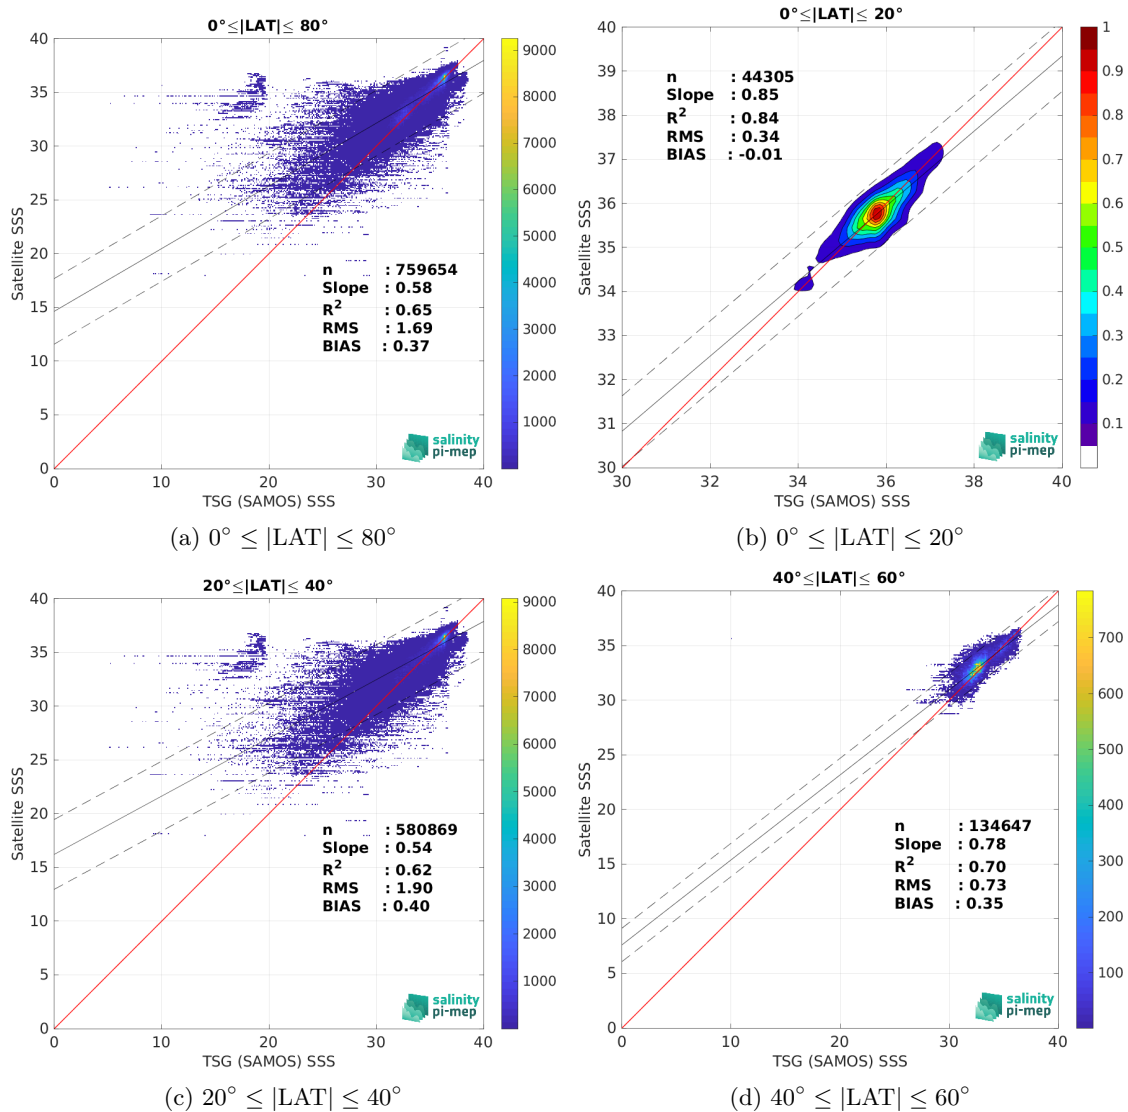 0°≤|LAT|≤ 80°
40
35
30
25
20
15
10
5
0
0
10
20
30
40
Satellite SSS
TSG (SAMOS) SSS
n : 759654
Slope : 0.58
R² : 0.65
RMS : 1.69
BIAS : 0.37
salinity
pi-mep
9000
8000
7000
6000
5000
4000
3000
2000
1000
(a) 0° ≤ |LAT| ≤ 80°
0°≤|LAT|≤ 20°
40
39
38
37
36
35
34
33
32
31
30
30
32
34
36
38
40
Satellite SSS
TSG (SAMOS) SSS
n : 44305
Slope : 0.85
R² : 0.84
RMS : 0.34
BIAS : -0.01
salinity
pi-mep
1
0.9
0.8
0.7
0.6
0.5
0.4
0.3
0.2
0.1
(b) 0° ≤ |LAT| ≤ 20°
20°≤|LAT|≤ 40°
40
35
30
25
20
15
10
5
0
0
10
20
30
40
Satellite SSS
TSG (SAMOS) SSS
n : 580869
Slope : 0.54
R² : 0.62
RMS : 1.90
BIAS : 0.40
salinity
pi-mep
9000
8000
7000
6000
5000
4000
3000
2000
1000
(c) 20° ≤ |LAT| ≤ 40°
40°≤|LAT|≤ 60°
40
35
30
25
20
15
10
5
0
0
10
20
30
40
Satellite SSS
TSG (SAMOS) SSS
n : 134647
Slope : 0.78
R² : 0.70
RMS : 0.73
BIAS : 0.35
salinity
pi-mep
700
600
500
400
300
200
100
(d) 40° ≤ |LAT| ≤ 60°